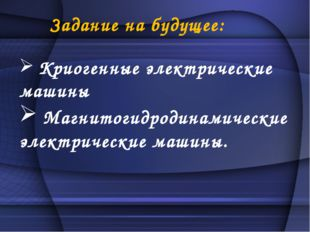 Задание на будущее:
Криогенные электрические
машины
Магнитогидродинамические
электрические машины.